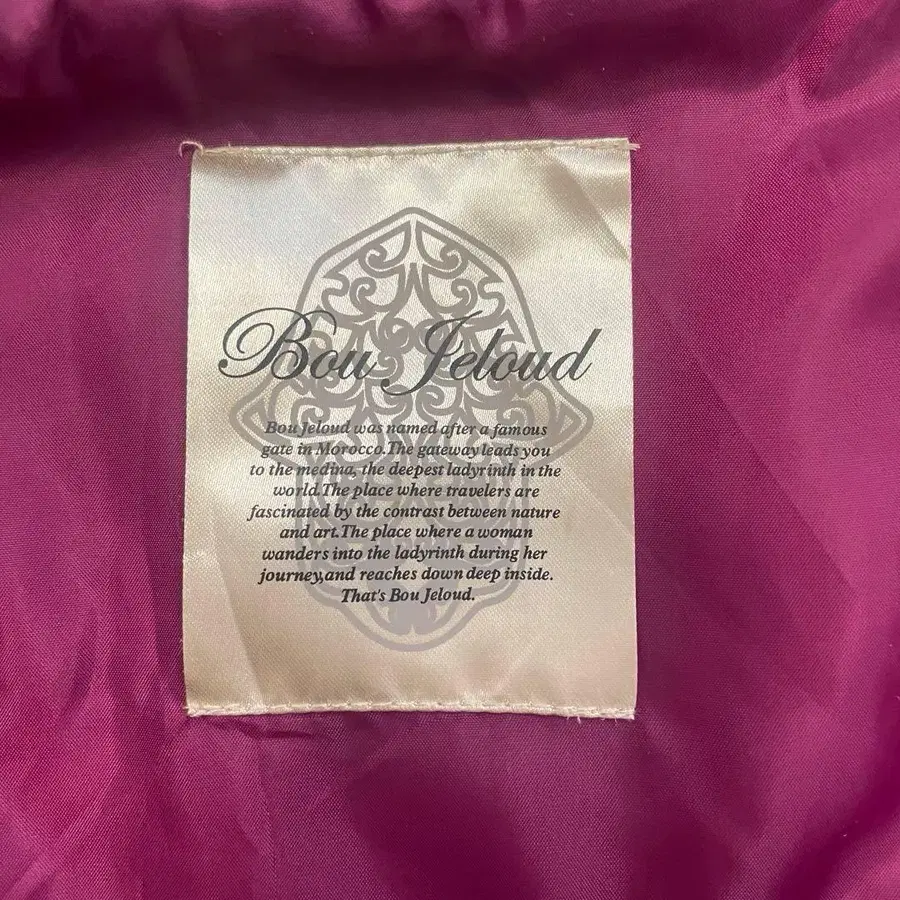 Bou Jeloud
Bou Jeloud was named after a famous
gate in Morocco.The gateway leads you
to the medina, the deepest ladyrinth in the
world.The place where travelers are
fascinated by the contrast between nature
and art.The place where a woman
wanders into the ladyrinth during her
journey,and reaches down deep inside.
That's Bou Jeloud.